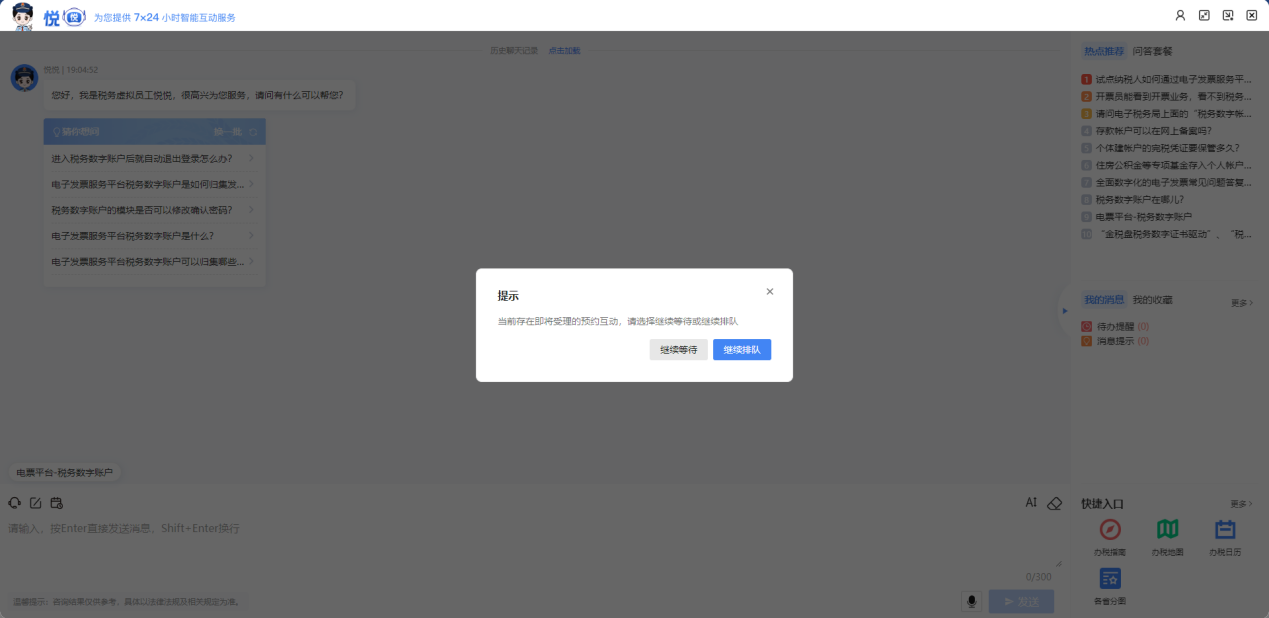 悦 悦 为您提供 7×24 小时智能互动服务
历史聊天记录 点击加载
悦悦 | 19:04:52
您好，我是税务虚拟员工悦悦，很高兴为您服务，请问有什么可以帮您？
猜你想问 换一批
进入税务数字账户后就自动退出登录怎么办？
电子发票服务平台税务数字账户是如何归集发...
税务数字账户的模块是否可以修改确认密码？
电子发票服务平台税务数字账户是什么？
电子发票服务平台税务数字账户可以归集哪些...
热点推荐 问答套餐
1 试点纳税人如何通过电子发票服务平...
2 开票员能看到开票业务，看不到税务...
3 请问电子税务局上面的“税务数字帐...
4 存款帐户可以在网上备案吗？
5 个体建帐户的完税凭证要保管多久？
6 住房公积金等专项基金存入个人帐户...
7 全面数字化的电子发票常见问题答复...
8 税务数字账户在哪儿？
9 电票平台-税务数字账户
10 “金税盘税务数字证书驱动”、“税...
提示
当前存在即将受理的预约互动，请选择继续等待或继续排队
继续等待 继续排队
我的消息 我的收藏 更多
待办提醒 (0)
消息提示 (0)
电票平台-税务数字账户
请输入，按Enter直接发送消息、Shift+Enter换行
0/300
温馨提示：咨询结果仅供参考，具体以法律法规及相关规定为准。
发送
快捷入口 更多
办税指南 办税地图 办税日历
各省分图